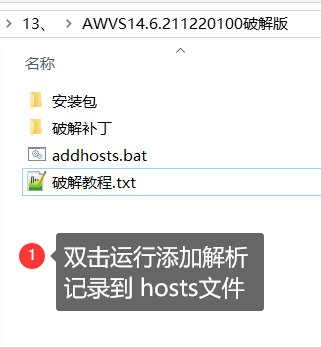 13、 > AWVS14.6.211220100破解版
名称
安装包
破解补丁
addhosts.bat
破解教程.txt
1
双击运行添加解析
记录到 hosts文件